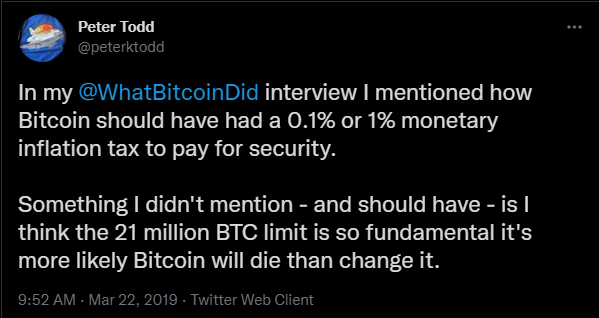 Peter Todd
@peterktodd
In my @WhatBitcoinDid interview I mentioned how
Bitcoin should have had a 0.1% or 1% monetary
inflation tax to pay for security.
Something I didn't mention - and should have - is I
think the 21 million BTC limit is so fundamental it's
more likely Bitcoin will die than change it.
9:52 AM · Mar 22, 2019 · Twitter Web Client